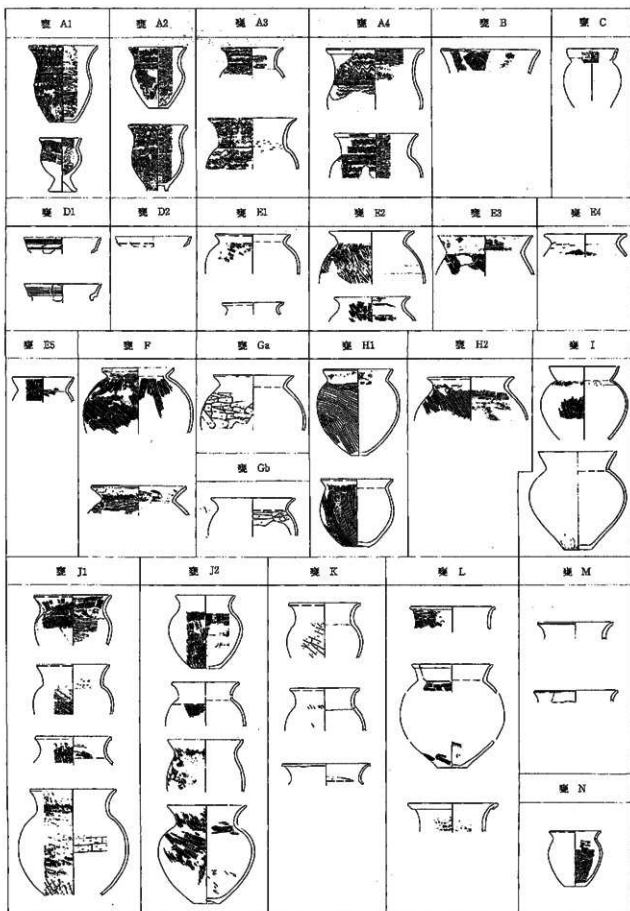 甕 A1
甕 A2
甕 A3
甕 A4
甕 B
甕 C
甕 D1
甕 D2
甕 E1
甕 E2
甕 E3
甕 E4
甕 E5
甕 F
甕 Ga
甕 H1
甕 H2
甕 I
甕 Gb
甕 J1
甕 J2
甕 K
甕 L
甕 M
甕 N